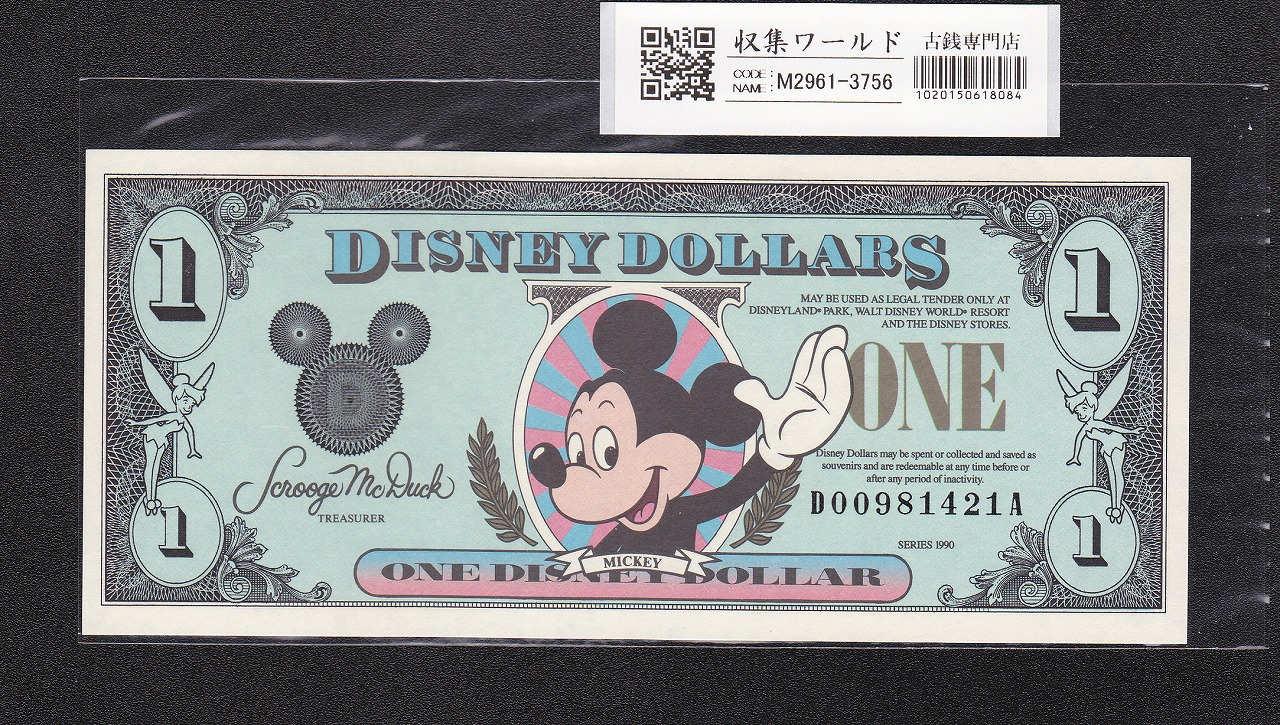 収集ワールド 古銭専門店
CODE :
NAME : M2961-3756
1020150618084
1
1
DISNEY DOLLARS
MAY BE USED AS LEGAL TENDER ONLY AT
DISNEYLAND® PARK, WALT DISNEY WORLD® RESORT
AND THE DISNEY STORES.
ONE
D
Disney Dollars may be spent or collected and saved as
souvenirs and are redeemable at any time before or
after any period of inactivity.
Scrooge McDuck
TREASURER
D00981421A
1
1
SERIES 1990
MICKEY
ONE DISNEY DOLLAR